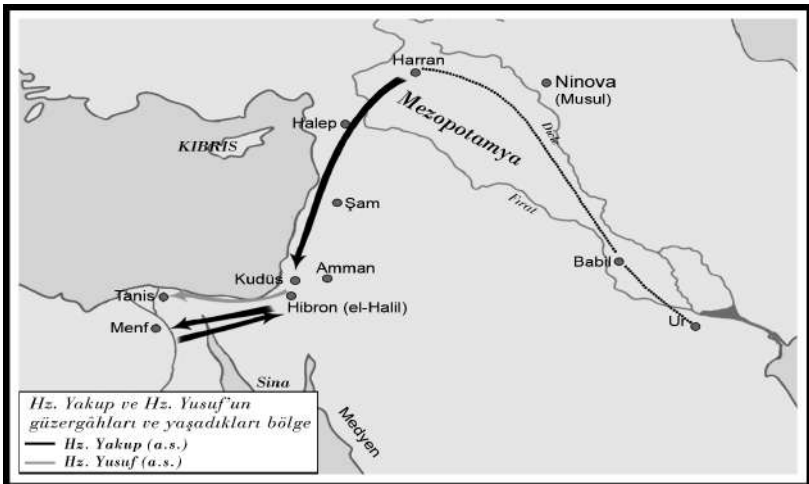 Harran
Ninova
(Musul)
Mezopotamya
Dicle
Halep
KIBRIS
Fırat
Şam
Babil
Kudüs
Amman
Tanis
Hibron (el-Halil)
Menf
Ur
Sina
Medyen
Hz. Yakup ve Hz. Yusuf'un
güzergâhları ve yaşadıkları bölge
Hz. Yakup (a.s.)
Hz. Yusuf (a.s.)